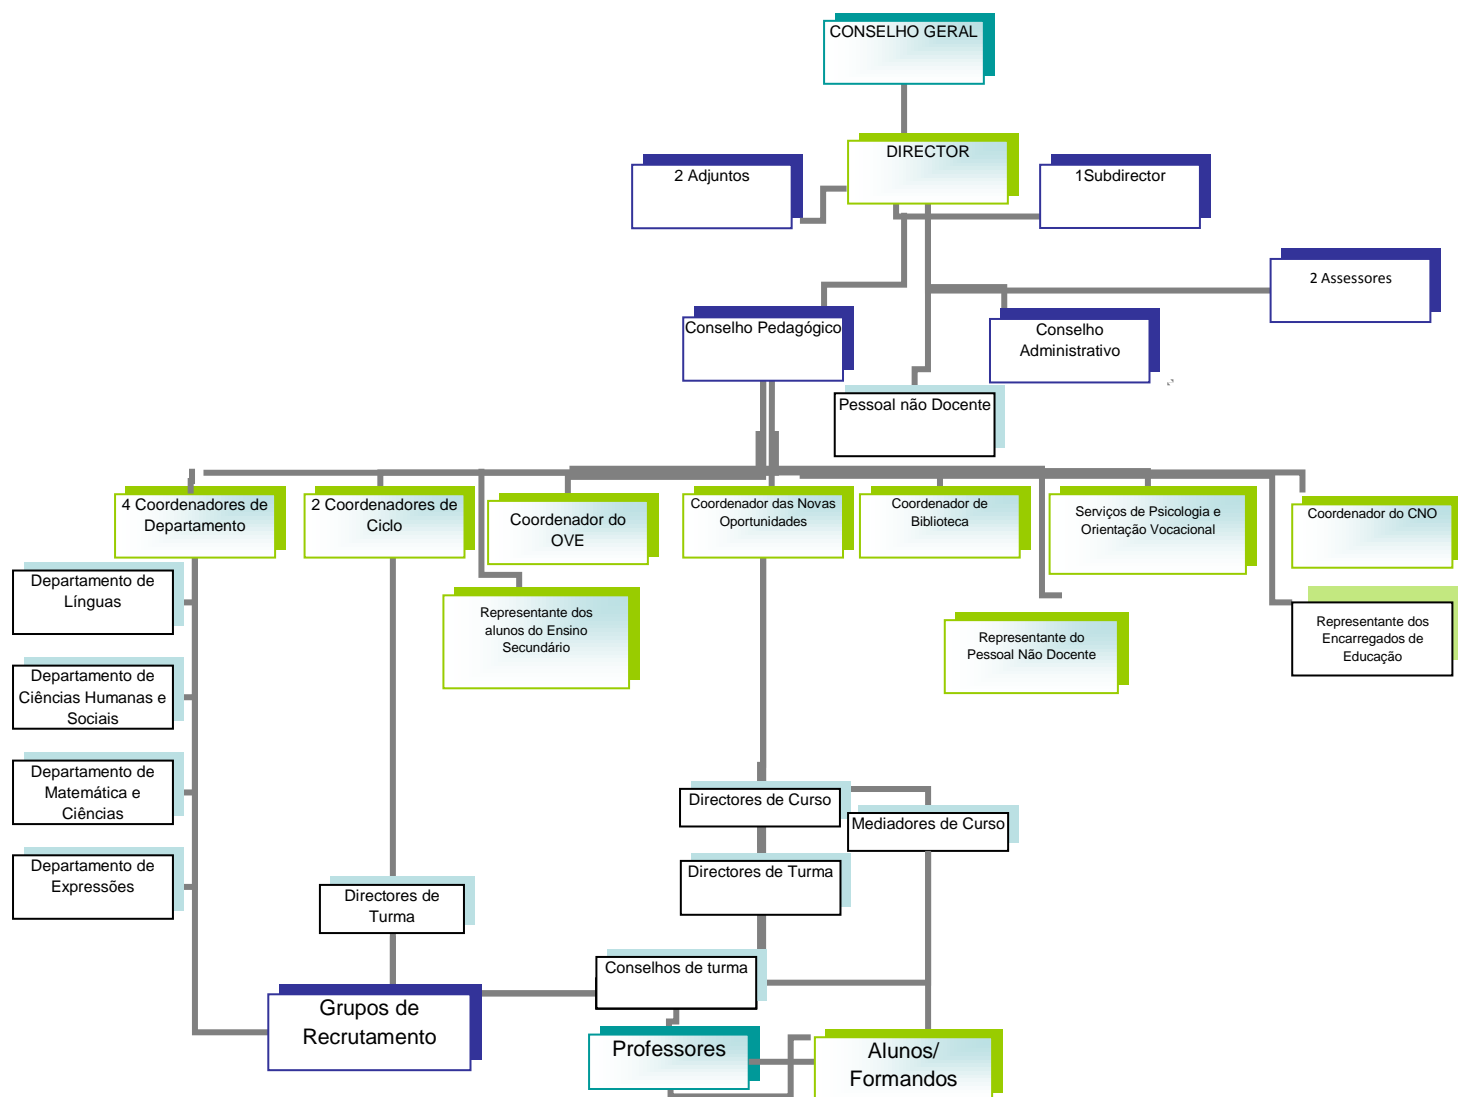 CONSELHO GERAL
DIRECTOR
2 Adjuntos
1Subdirector
2 Assessores
Conselho Pedagógico
Conselho
Administrativo
Pessoal não Docente
4 Coordenadores de
Departamento
2 Coordenadores de
Ciclo
Coordenador do
OVE
Coordenador das Novas
Oportunidades
Coordenador de
Biblioteca
Serviços de Psicologia e
Orientação Vocacional
Coordenador do CNO
Departamento de
Línguas
Representante dos
alunos do Ensino
Secundário
Representante do
Pessoal Não Docente
Representante dos
Encarregados de
Educação
Departamento de
Ciências Humanas e
Sociais
Departamento de
Matemática e
Ciências
Directores de Curso
Mediadores de Curso
Departamento de
Expressões
Directores de
Turma
Directores de Turma
Conselhos de turma
Grupos de
Recrutamento
Professores
Alunos/
Formandos